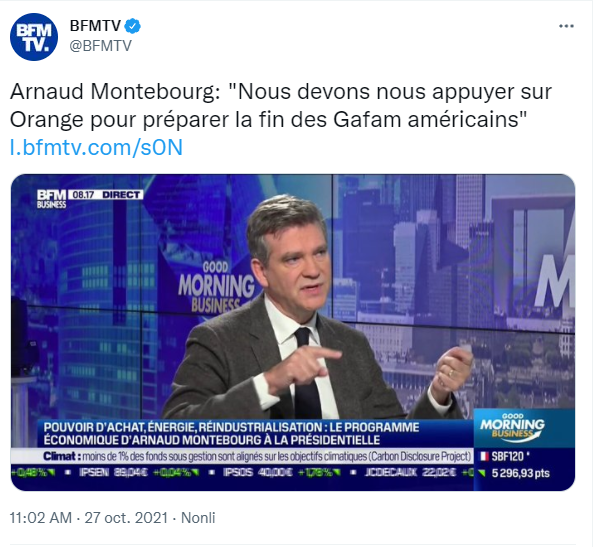 BFM
TV.
BFMTV
@BFMTV
Arnaud Montebourg: "Nous devons nous appuyer sur
Orange pour préparer la fin des Gafam américains"
l.bfmtv.com/s0N
BFM 08.17 DIRECT
BUSINESS
GOOD
MORNING
BUSINESS
M
POUVOIR D'ACHAT, ÉNERGIE, RÉINDUSTRIALISATION : LE PROGRAMME
ÉCONOMIQUE D'ARNAUD MONTEBOURG À LA PRÉSIDENTIELLE
GOOD
MORNING
BUSINESS
Climat : moins de 1% des fonds sous gestion sont alignés sur les objectifs climatiques (Carbon Disclosure Project)
SBF120
+0,48% IPSEN 89,04€ +0,04% IPSOS 40,00€ +1,78% JCDECAUX 22,02€ +0
5 296,93 pts
11:02 AM · 27 oct. 2021 · Nonli